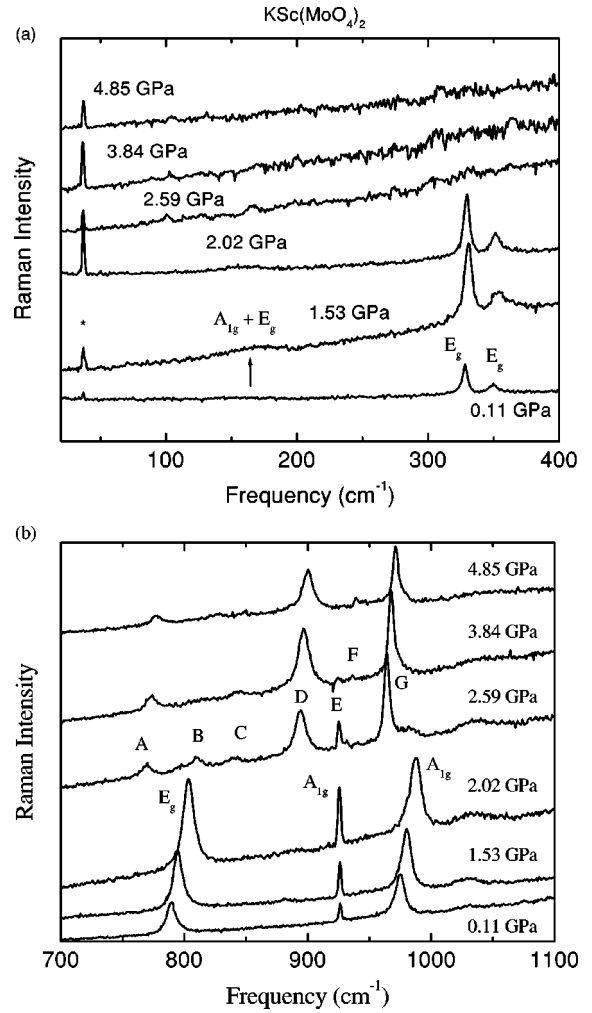 KSc(MoO₄)₂
(a)
4.85 GPa
3.84 GPa
2.59 GPa
2.02 GPa
*
A₁g + Eg
1.53 GPa
Eg
Eg
0.11 GPa
Raman Intensity
100
200
300
400
Frequency (cm⁻¹)
(b)
4.85 GPa
3.84 GPa
F
G
2.59 GPa
D
E
A
B
C
Eg
A₁g
A₁g
2.02 GPa
1.53 GPa
0.11 GPa
Raman Intensity
700
800
900
1000
1100
Frequency (cm⁻¹)